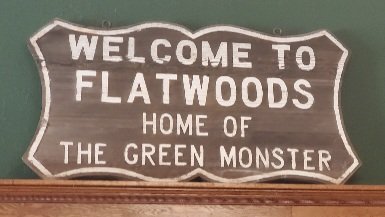 WELCOME TO
FLATWOODS
HOME OF
THE GREEN MONSTER